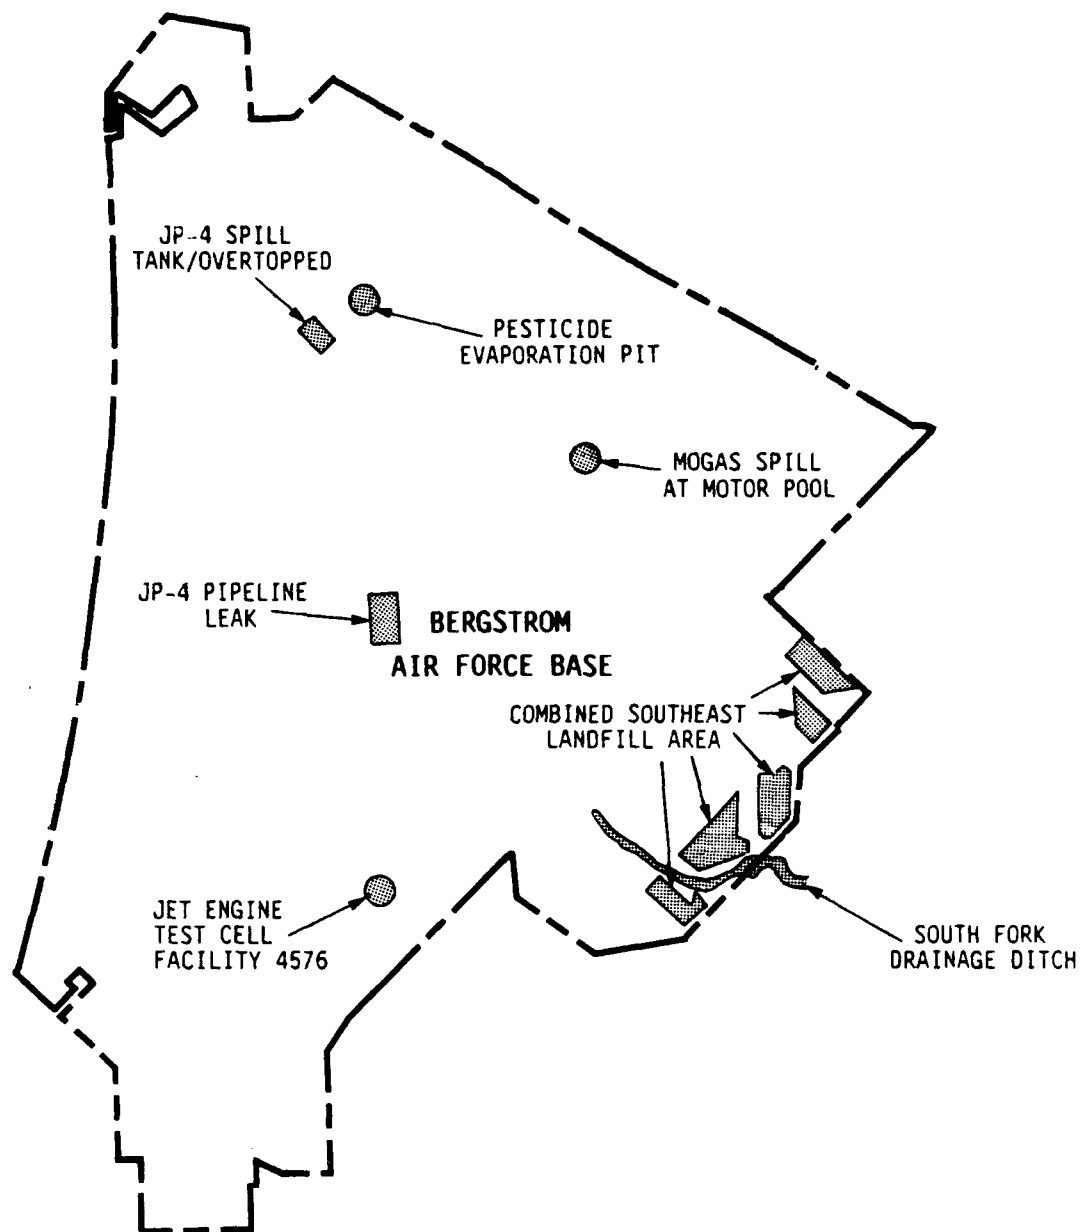 JP-4 SPILL
TANK/OVERTOPPED
PESTICIDE
EVAPORATION PIT
MOGAS SPILL
AT MOTOR POOL
JP-4 PIPELINE
LEAK
BERGSTROM
AIR FORCE BASE
COMBINED SOUTHEAST
LANDFILL AREA
JET ENGINE
TEST CELL
FACILITY 4576
SOUTH FORK
DRAINAGE DITCH